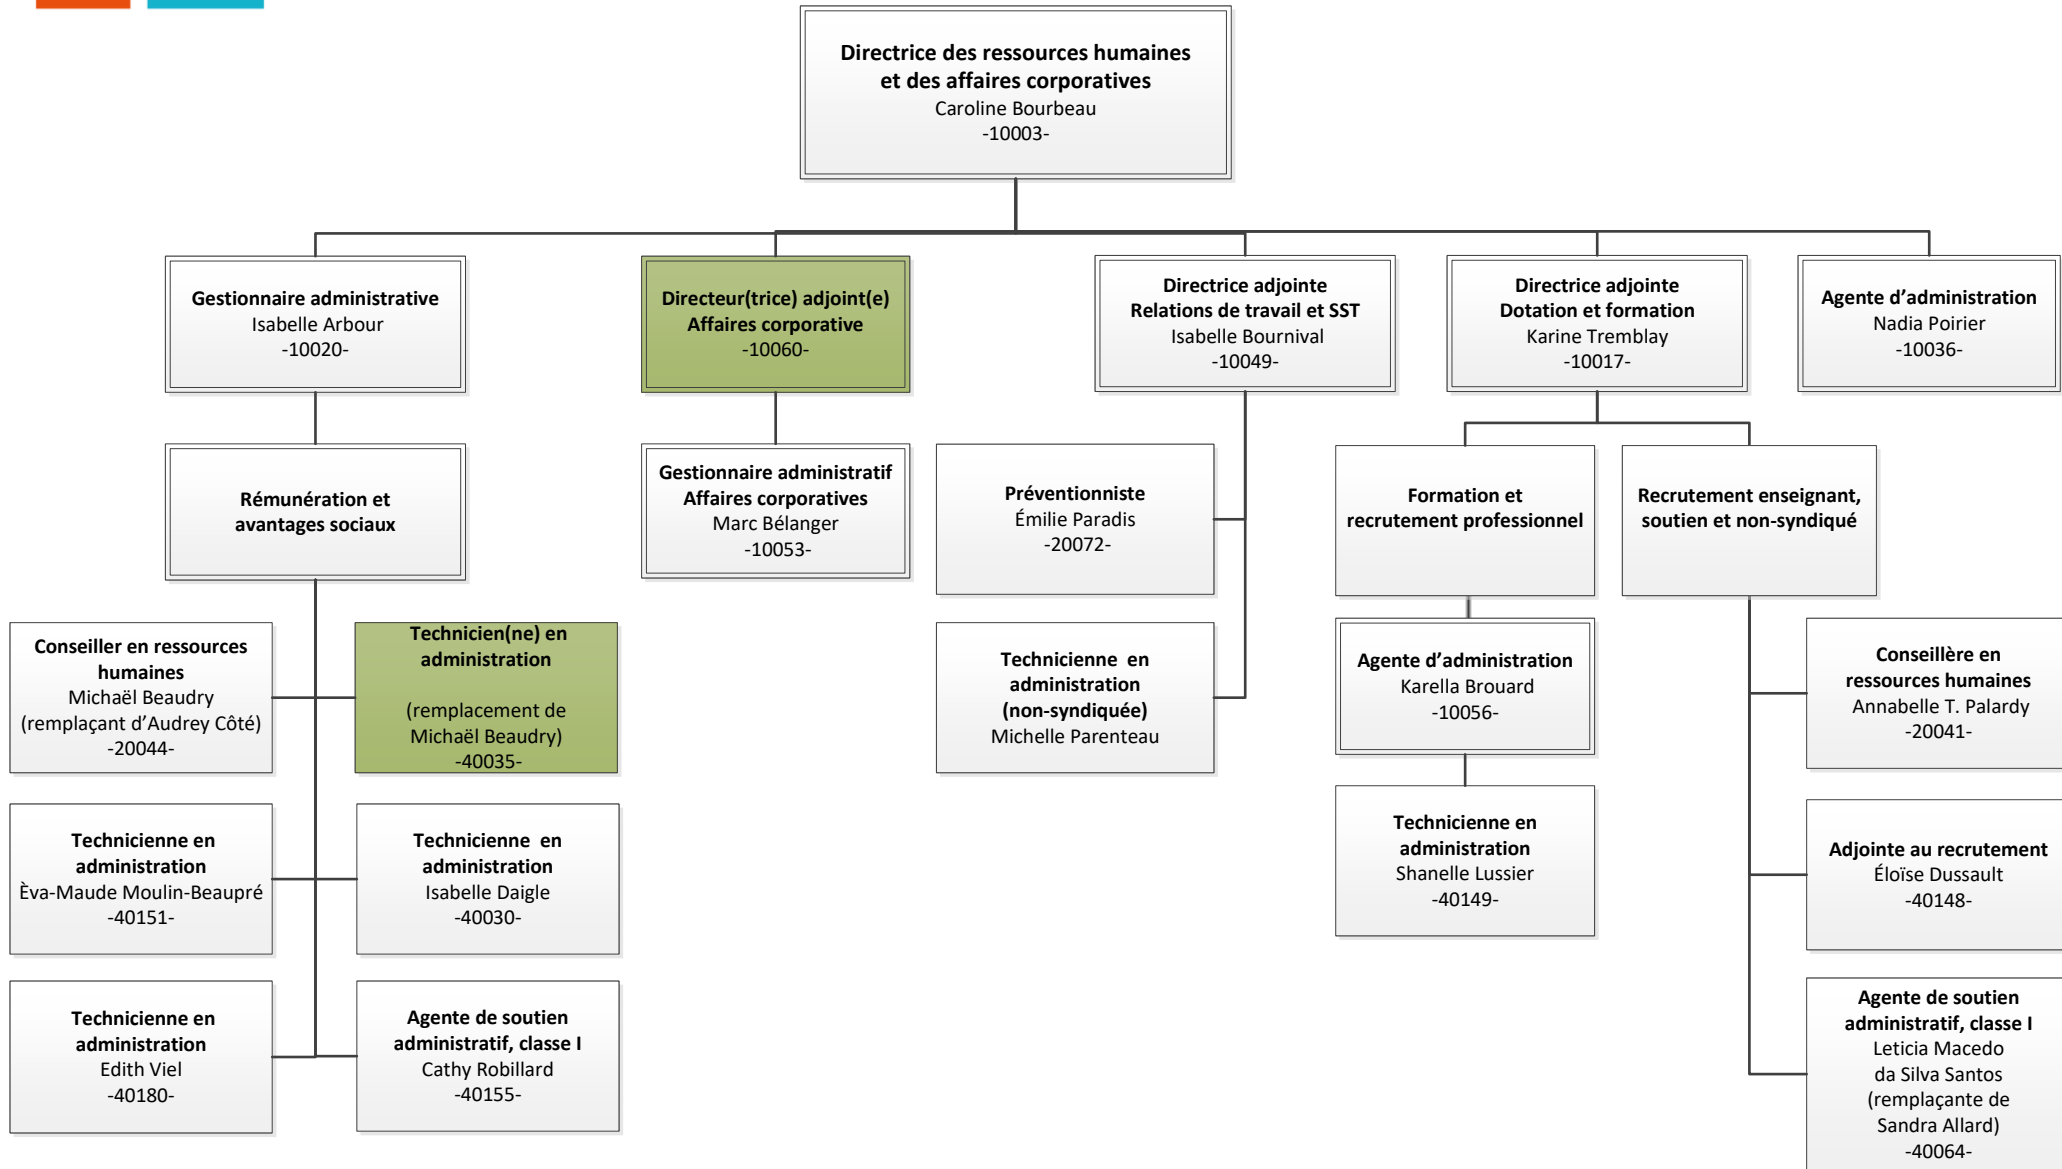 Directrice des ressources humaines
et des affaires corporatives
Caroline Bourbeau
-10003-
Gestionnaire administrative
Isabelle Arbour
-10020-
Directeur(trice) adjoint(e)
Affaires corporative
-10060-
Directrice adjointe
Relations de travail et SST
Isabelle Bournival
-10049-
Directrice adjointe
Dotation et formation
Karine Tremblay
-10017-
Agente d’administration
Nadia Poirier
-10036-
Rémunération et
avantages sociaux
Gestionnaire administratif
Affaires corporatives
Marc Bélanger
-10053-
Préventionniste
Émilie Paradis
-20072-
Formation et
recrutement professionnel
Recrutement enseignant,
soutien et non-syndiqué
Conseiller en ressources
humaines
Michaël Beaudry
(remplaçant d’Audrey Côté)
-20044-
Technicien(ne) en
administration
(remplacement de
Michaël Beaudry)
-40035-
Technicienne en
administration
(non-syndiquée)
Michelle Parenteau
Agente d’administration
Karella Brouard
-10056-
Conseillère en
ressources humaines
Annabelle T. Palardy
-20041-
Technicienne en
administration
Èva-Maude Moulin-Beaupré
-40151-
Technicienne en
administration
Isabelle Daigle
-40030-
Technicienne en
administration
Shanelle Lussier
-40149-
Adjointe au recrutement
Éloïse Dussault
-40148-
Technicienne en
administration
Edith Viel
-40180-
Agente de soutien
administratif, classe I
Cathy Robillard
-40155-
Agente de soutien
administratif, classe I
Leticia Macedo
da Silva Santos
(remplaçante de
Sandra Allard)
-40064-